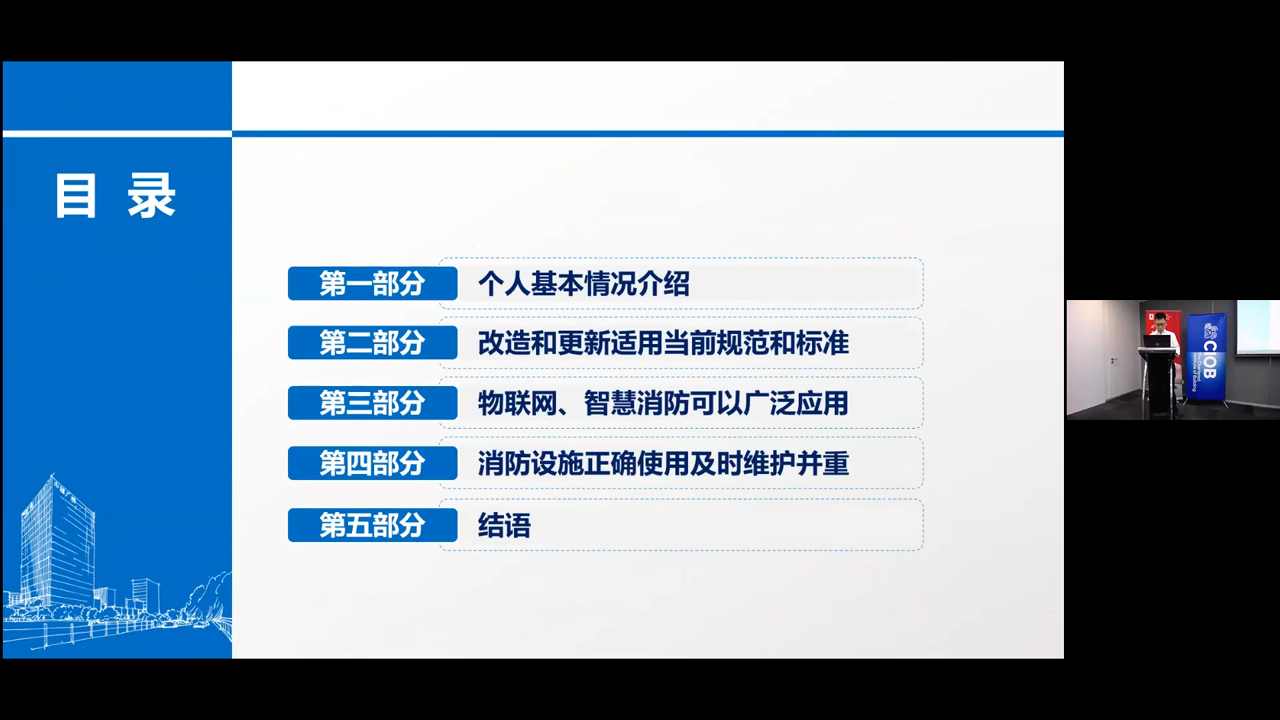 目 录
第一部分 个人基本情况介绍
第二部分 改造和更新适用当前规范和标准
第三部分 物联网、智慧消防可以广泛应用
第四部分 消防设施正确使用及时维护并重
第五部分 结语
CIOB